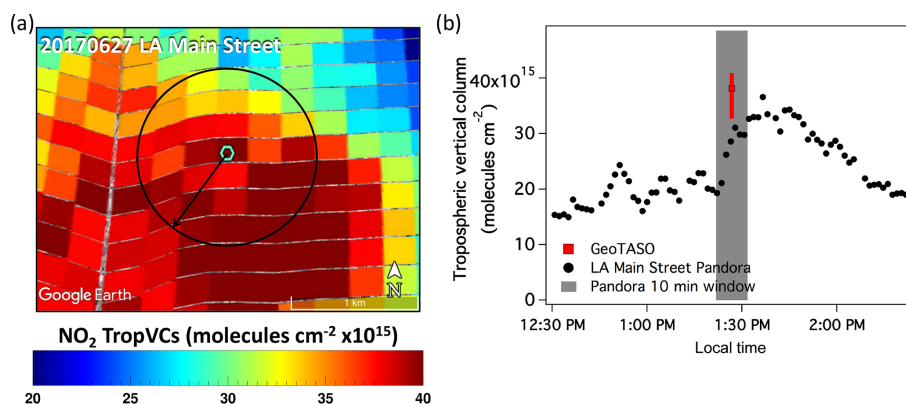 (a)
20170627 LA Main Street
Google Earth
N
1 km
NO₂ TropVCs (molecules cm⁻² x10¹⁵)
20 25 30 35 40
(b)
Tropospheric vertical column
(molecules cm⁻²)
40x10¹⁵
30
20
10
0
GeoTASO
LA Main Street Pandora
Pandora 10 min window
12:30 PM 1:00 PM 1:30 PM 2:00 PM
Local time